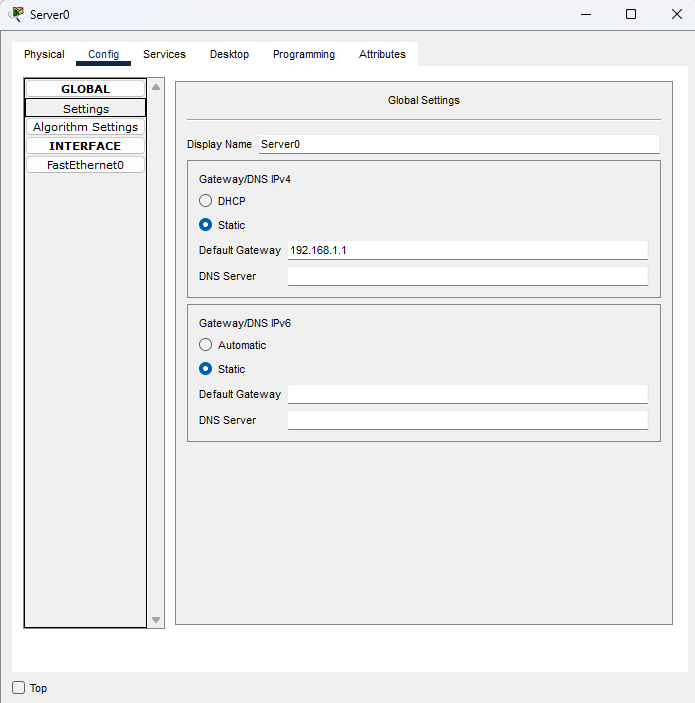 Server0
Physical Config Services Desktop Programming Attributes
GLOBAL
Settings
Algorithm Settings
INTERFACE
FastEthernet0
Global Settings
Display Name Server0
Gateway/DNS IPv4
DHCP
Static
Default Gateway 192.168.1.1
DNS Server
Gateway/DNS IPv6
Automatic
Static
Default Gateway
DNS Server
Top